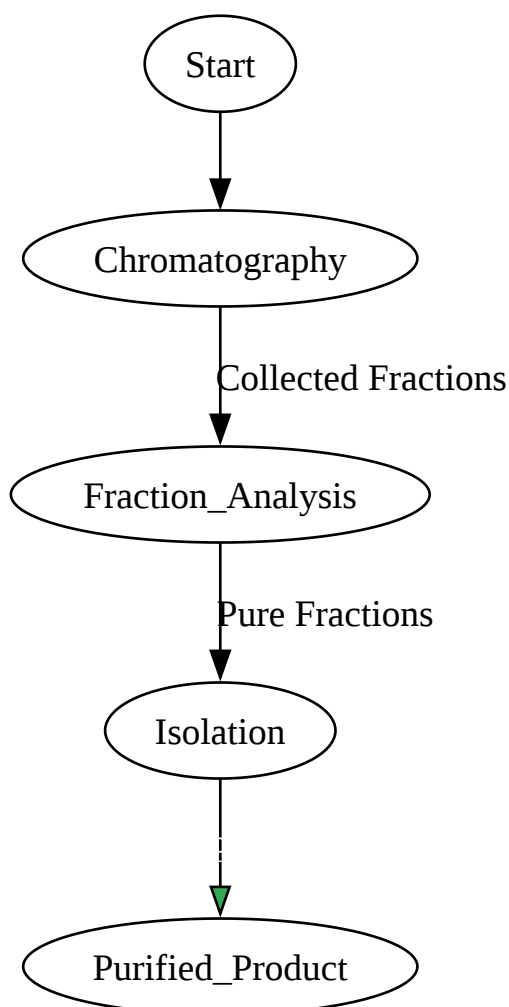 Start
Chromatography
Collected Fractions
Fraction_Analysis
Pure Fractions
Isolation
Purified_Product